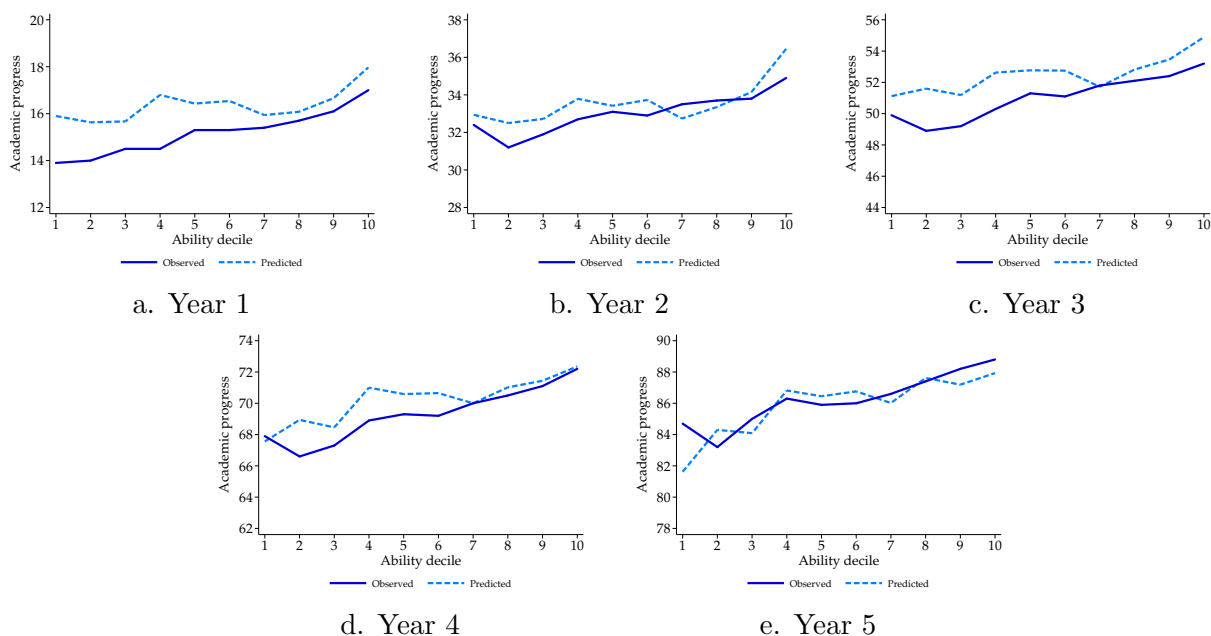 20
18
16
14
12
Academic progress
1 2 3 4 5 6 7 8 9 10
Ability decile
Observed Predicted
a. Year 1
38
36
34
32
30
28
Academic progress
1 2 3 4 5 6 7 8 9 10
Ability decile
Observed Predicted
b. Year 2
56
54
52
50
48
46
44
Academic progress
1 2 3 4 5 6 7 8 9 10
Ability decile
Observed Predicted
c. Year 3
74
72
70
68
66
64
62
Academic progress
1 2 3 4 5 6 7 8 9 10
Ability decile
Observed Predicted
d. Year 4
90
88
86
84
82
80
78
Academic progress
1 2 3 4 5 6 7 8 9 10
Ability decile
Observed Predicted
e. Year 5